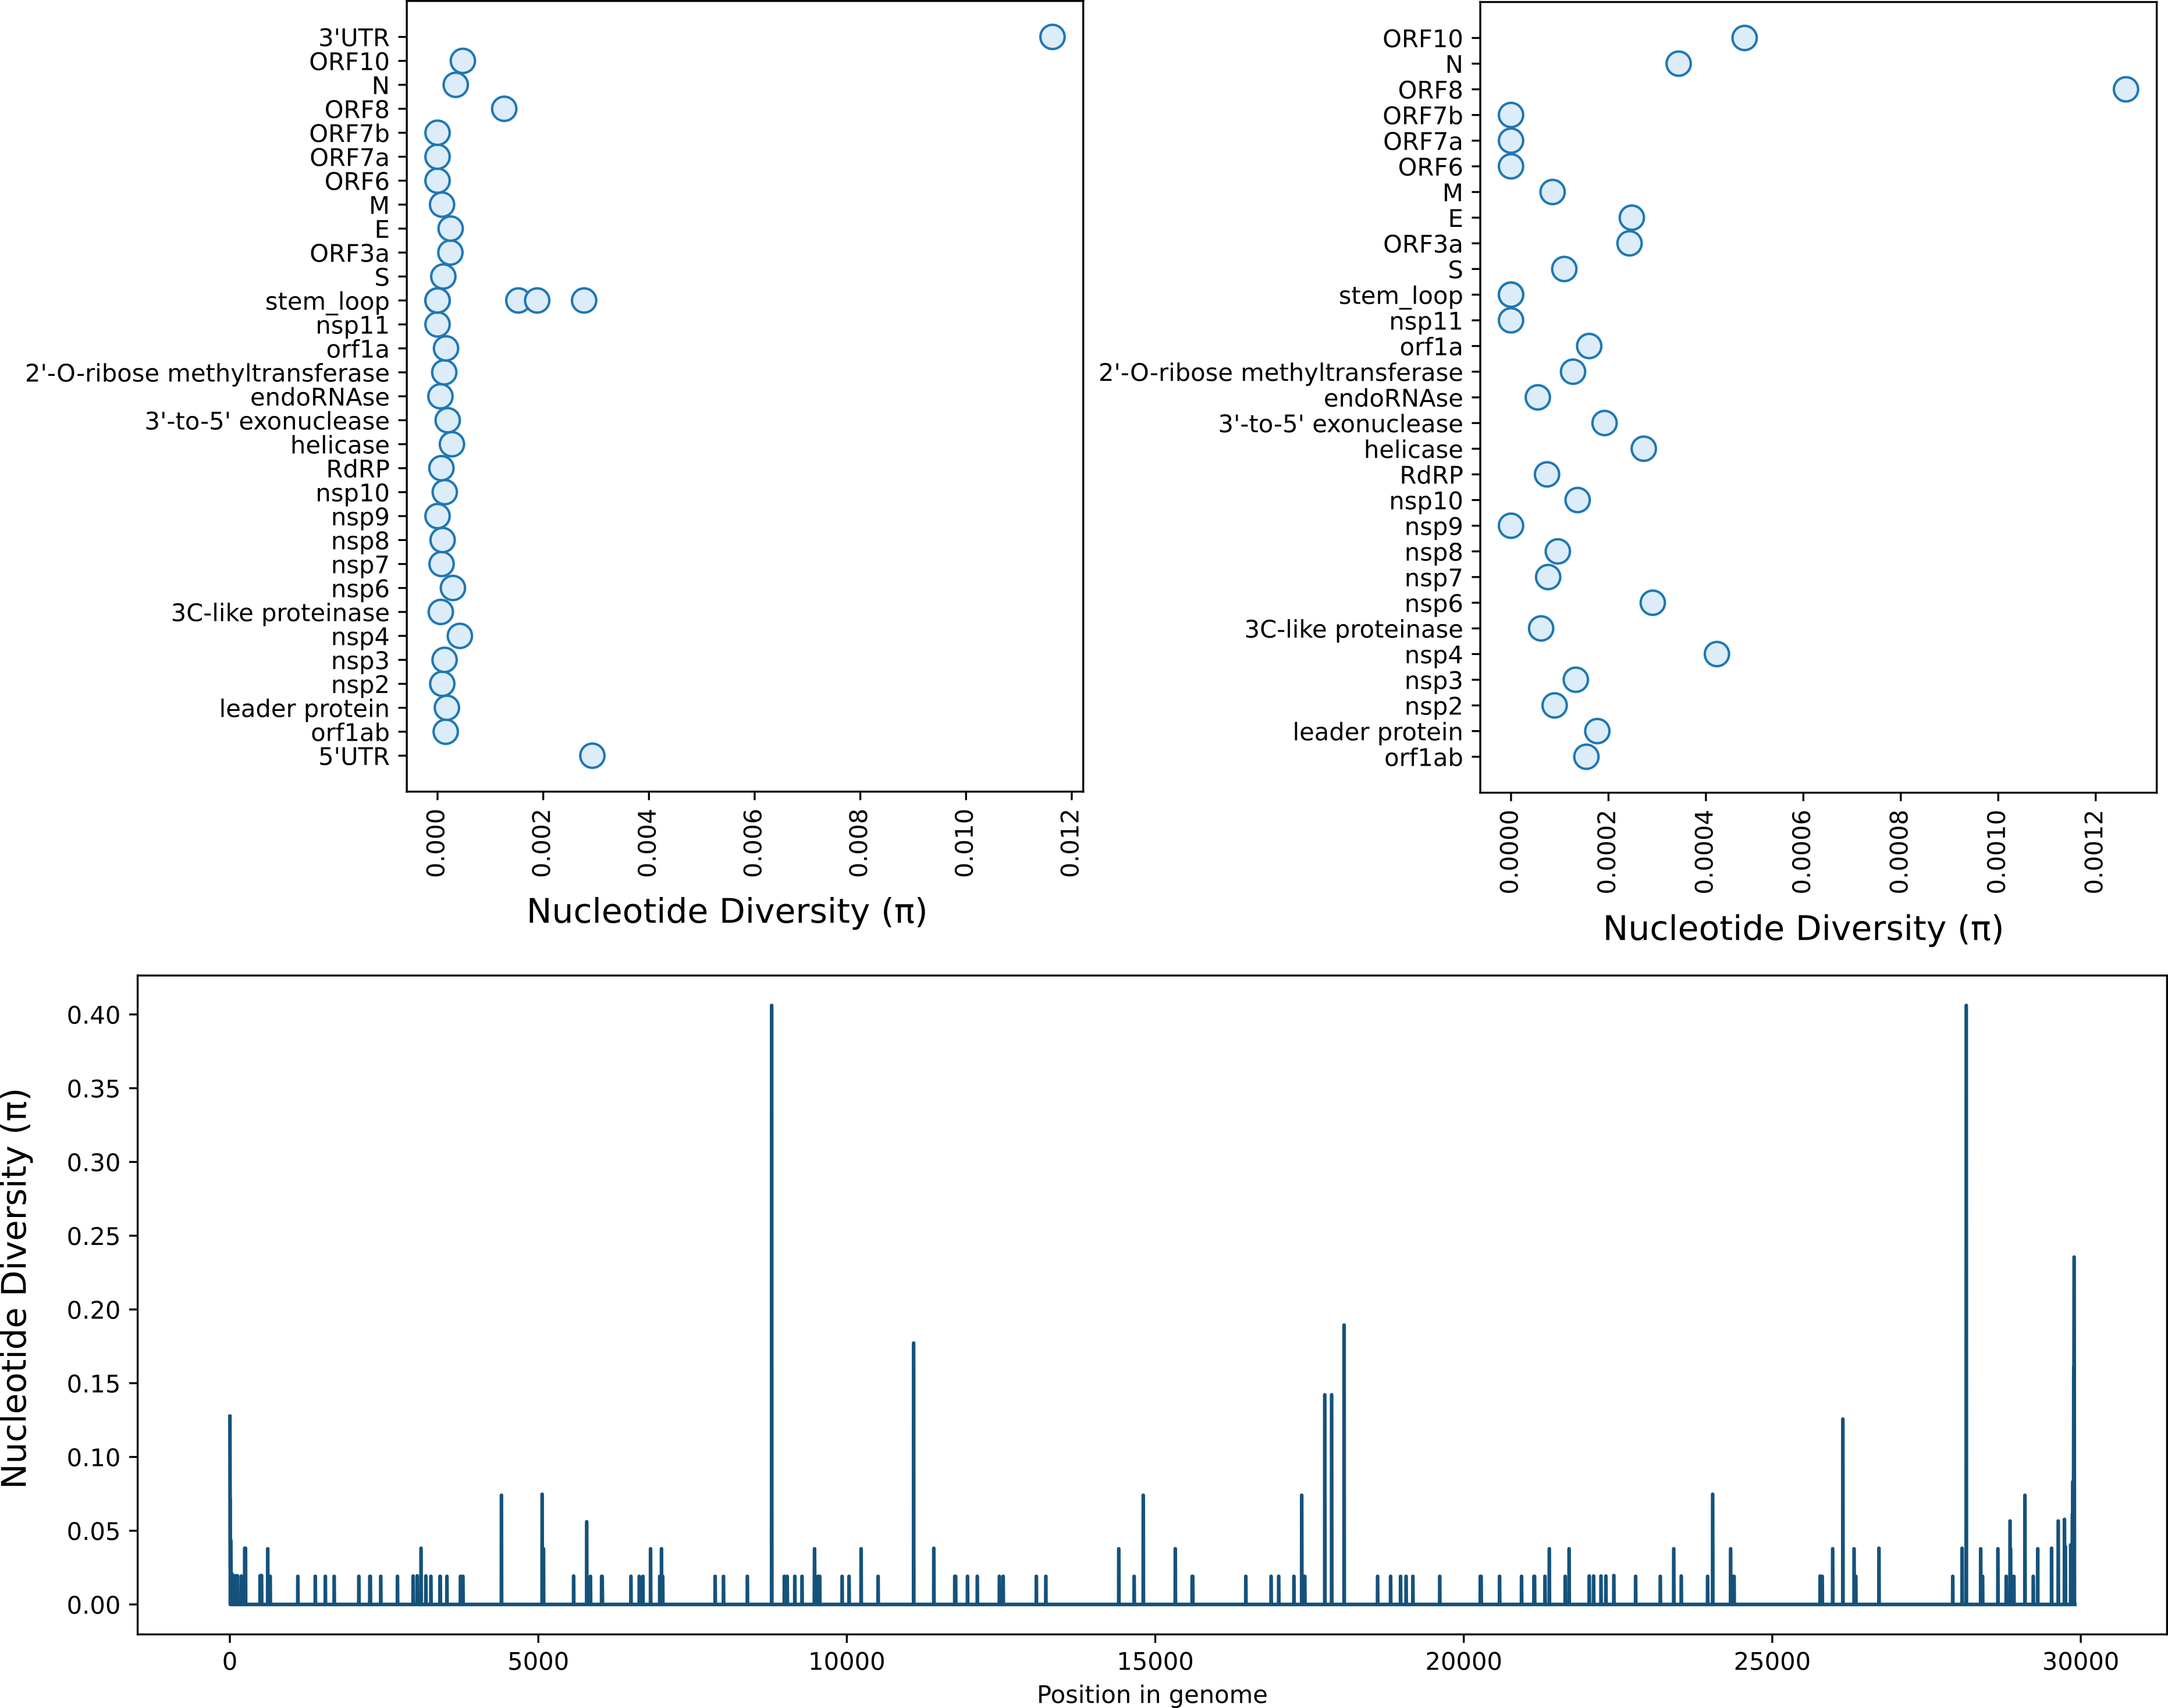 3'UTR
ORF10
N
ORF8
ORF7b
ORF7a
ORF6
M
E
ORF3a
S
stem_loop
nsp11
orf1a
2'-O-ribose methyltransferase
endoRNAse
3'-to-5' exonuclease
helicase
RdRP
nsp10
nsp9
nsp8
nsp7
nsp6
3C-like proteinase
nsp4
nsp3
nsp2
leader protein
orf1ab
5'UTR
0.000 0.002 0.004 0.006 0.008 0.010 0.012
Nucleotide Diversity (π)
ORF10
N
ORF8
ORF7b
ORF7a
ORF6
M
E
ORF3a
S
stem_loop
nsp11
orf1a
2'-O-ribose methyltransferase
endoRNAse
3'-to-5' exonuclease
helicase
RdRP
nsp10
nsp9
nsp8
nsp7
nsp6
3C-like proteinase
nsp4
nsp3
nsp2
leader protein
orf1ab
0.0000 0.0002 0.0004 0.0006 0.0008 0.0010 0.0012
Nucleotide Diversity (π)
Nucleotide Diversity (π)
0.40
0.35
0.30
0.25
0.20
0.15
0.10
0.05
0.00
0 5000 10000 15000 20000 25000 30000
Position in genome